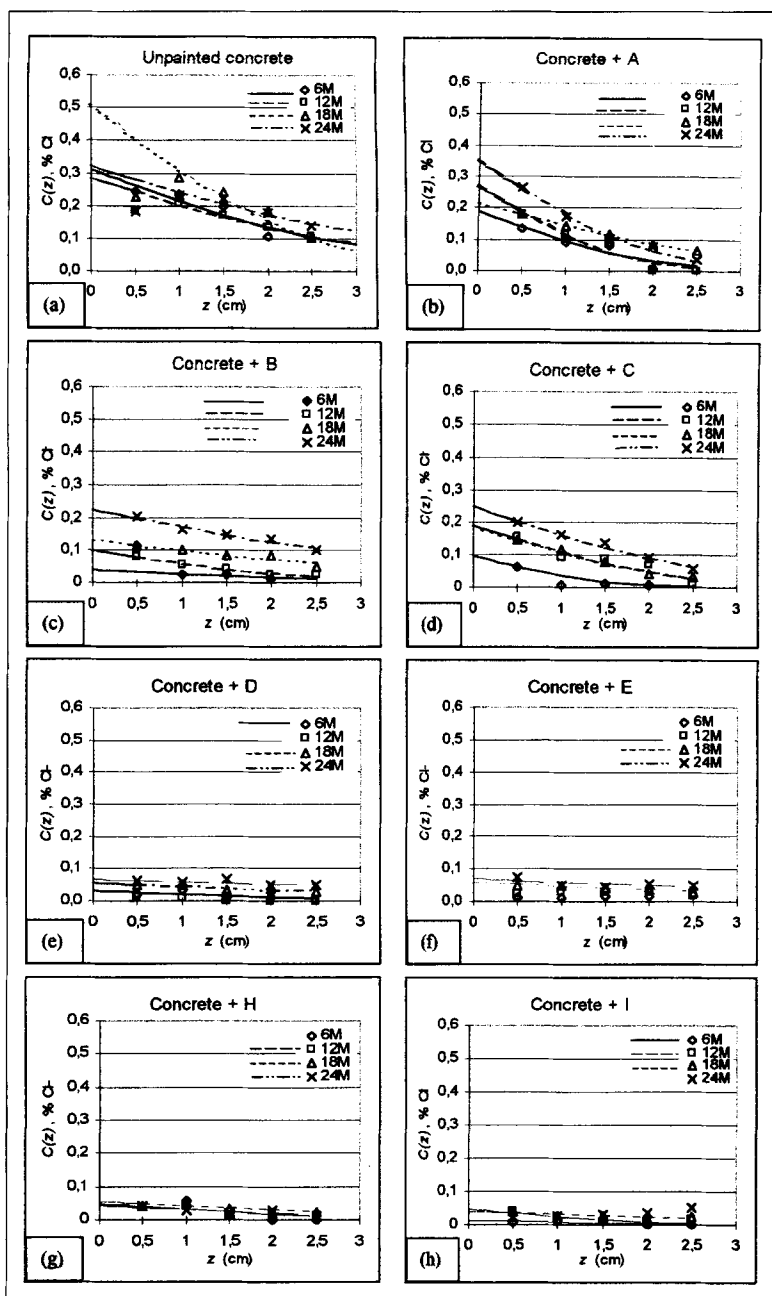 Unpainted concrete
0,6
0,5
0,4
0,3
0,2
0,1
0,0
C(z), % Cl
6M
12M
18M
24M
0 0,5 1 1,5 2 2,5 3
z (cm)
(a)
Concrete + A
0,6
0,5
0,4
0,3
0,2
0,1
0,0
C(z), % Cl
6M
12M
18M
24M
0 0,5 1 1,5 2 2,5 3
z (cm)
(b)
Concrete + B
0,6
0,5
0,4
0,3
0,2
0,1
0
C(z), % Cl
6M
12M
18M
24M
0 0,5 1 1,5 2 2,5 3
z (cm)
(c)
Concrete + C
0,6
0,5
0,4
0,3
0,2
0,1
0
C(z), % Cl
6M
12M
18M
24M
0 0,5 1 1,5 2 2,5 3
z (cm)
(d)
Concrete + D
0,6
0,5
0,4
0,3
0,2
0,1
0,0
C(z), % Cl-
6M
12M
18M
24M
0 0,5 1 1,5 2 2,5 3
z (cm)
(e)
Concrete + E
0,6
0,5
0,4
0,3
0,2
0,1
0,0
C(z), % Cl-
6M
12M
18M
24M
0 0,5 1 1,5 2 2,5 3
z (cm)
(f)
Concrete + H
0,6
0,5
0,4
0,3
0,2
0,1
0
C(z), % Cl-
6M
12M
18M
24M
0 0,5 1 1,5 2 2,5 3
z (cm)
(g)
Concrete + I
0,6
0,5
0,4
0,3
0,2
0,1
0
C(z), % Cl
6M
12M
18M
24M
0 0,5 1 1,5 2 2,5 3
z (cm)
(h)